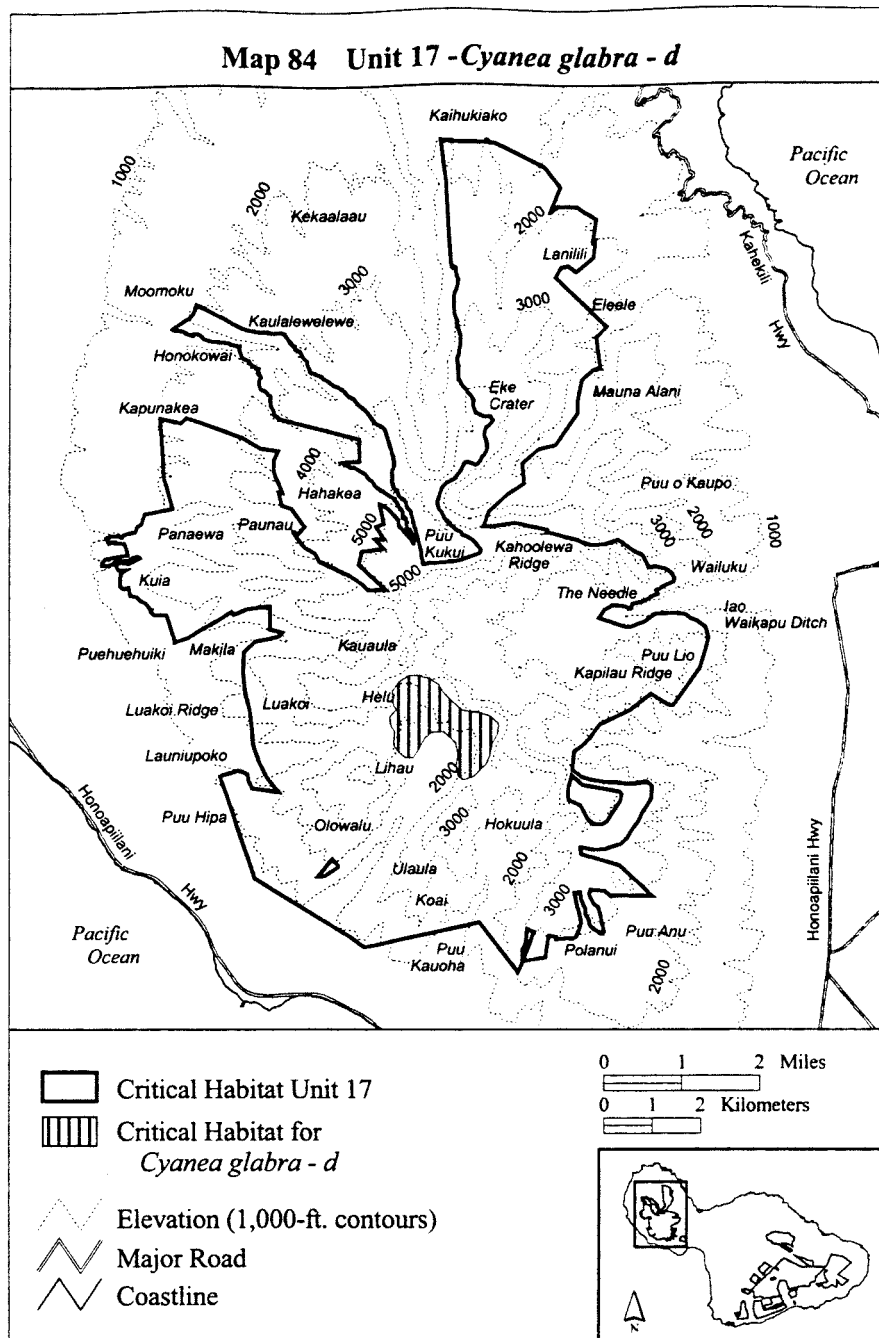 Map 84 Unit 17 - Cyanea glabra - d
Kaihukiako
Pacific
Ocean
1000
2000
Kekaalaau
2000
Lanilili
Kahekili
Hwy
3000
Moomoku
Kaulalewelewe
3000
Eleele
Honokowai
Eke
Crater
Mauna Alani
Kapunakea
4000
Hahakea
Puu o Kaupo
Panaewa
Paunau
5000
Puu
Kukui
Kahoolewa
Ridge
3000
2000
1000
Wailuku
5000
Kuia
The Needle
Iao
Waikapu Ditch
Puehuehuiki
Makila
Kauaula
Puu Lio
Kapilau Ridge
Luakoi Ridge
Luakoi
Helu
Launiupoko
Lihau
2000
Puu Hipa
Olowalu
3000
Hokuula
Honoapiilani
Hwy
Ulaula
2000
Koai
3000
Honoapiilani Hwy
Pacific
Ocean
Puu
Kauoha
Polanui
Puu Anu
2000
Critical Habitat Unit 17
Critical Habitat for
Cyanea glabra - d
Elevation (1,000-ft. contours)
Major Road
Coastline
0 1 2 Miles
0 1 2 Kilometers
N